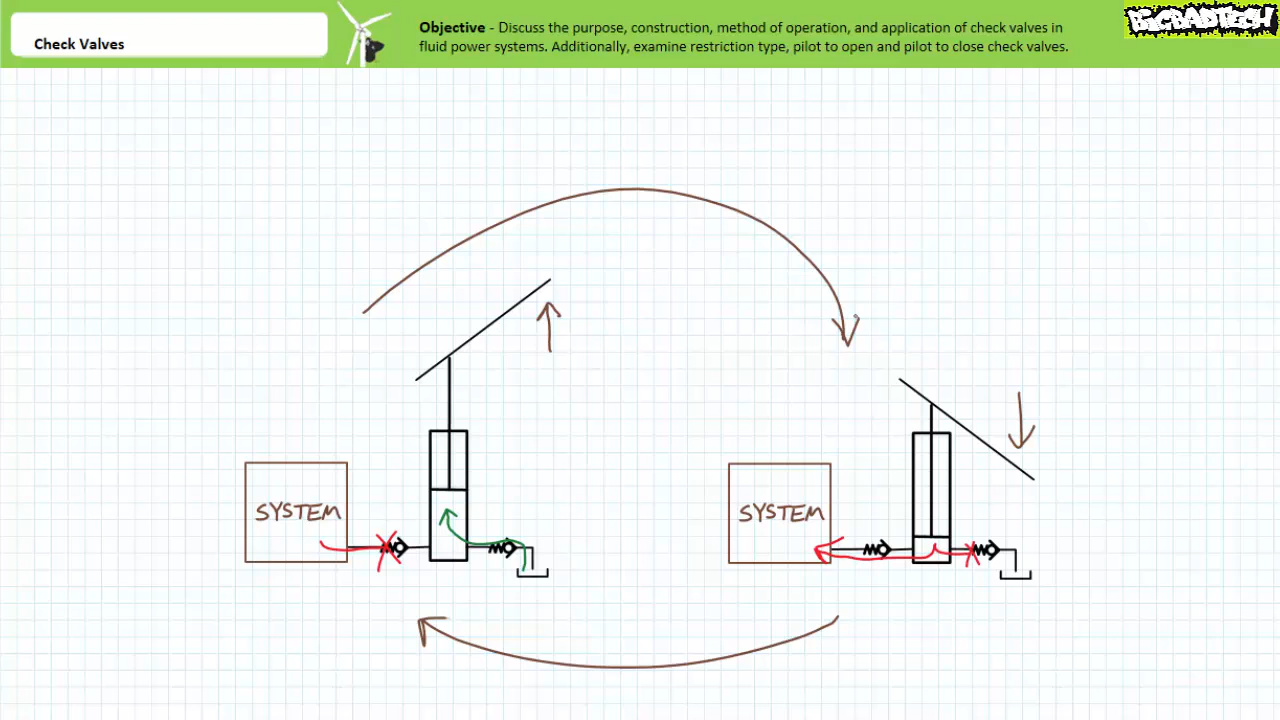 Check Valves
Objective - Discuss the purpose, construction, method of operation, and application of check valves in
fluid power systems. Additionally, examine restriction type, pilot to open and pilot to close check valves.
BIGBADTECH
SYSTEM
SYSTEM